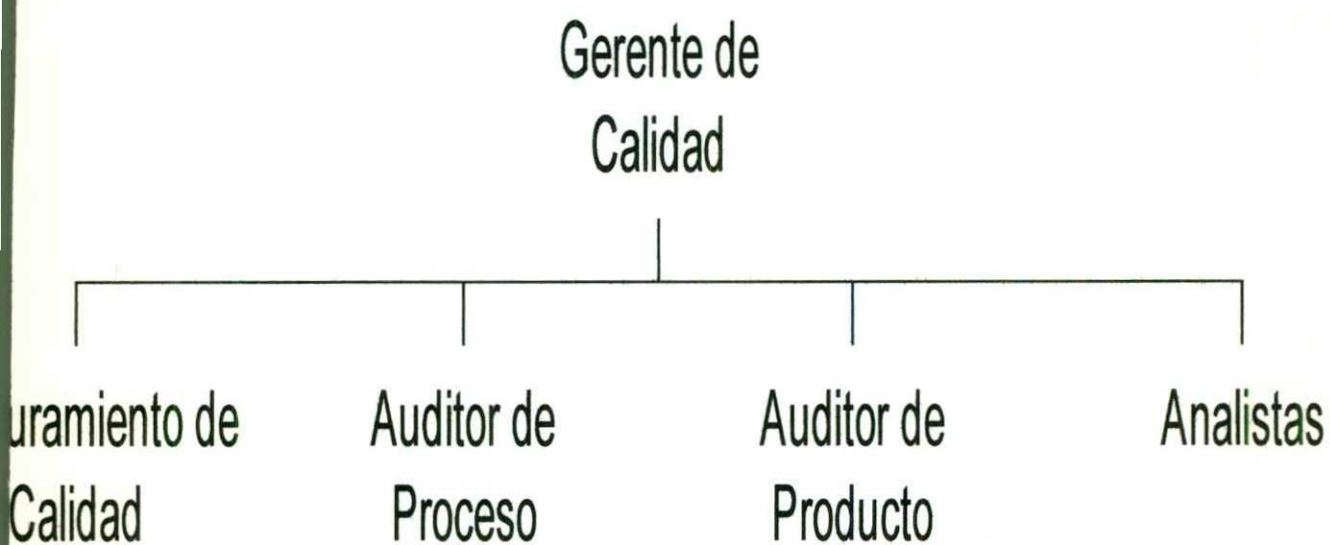 Gerente de
Calidad
uramiento de
Calidad
Auditor de
Proceso
Auditor de
Producto
Analistas